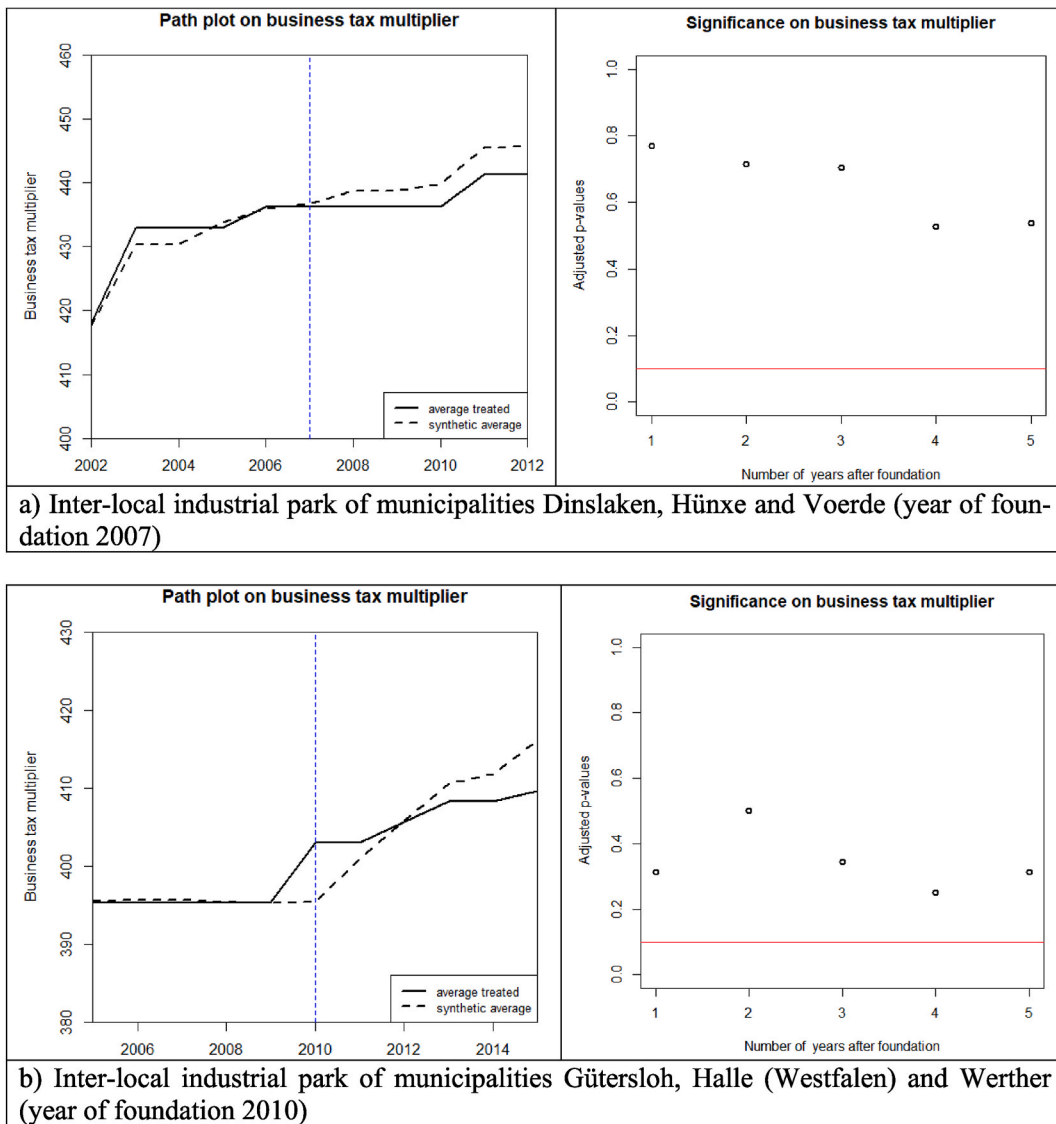 Path plot on business tax multiplier
Business tax multiplier
460
450
440
430
420
410
400
2002 2004 2006 2008 2010 2012
average treated
synthetic average
Significance on business tax multiplier
Adjusted p-values
1.0
0.8
0.6
0.4
0.2
0.0
1 2 3 4 5
Number of years after foundation
a) Inter-local industrial park of municipalities Dinslaken, Hünxe and Voerde (year of foun-
dation 2007)
Path plot on business tax multiplier
Business tax multiplier
430
420
410
400
390
380
2006 2008 2010 2012 2014
average treated
synthetic average
Significance on business tax multiplier
Adjusted p-values
1.0
0.8
0.6
0.4
0.2
0.0
1 2 3 4 5
Number of years after foundation
b) Inter-local industrial park of municipalities Gütersloh, Halle (Westfalen) and Werther
(year of foundation 2010)